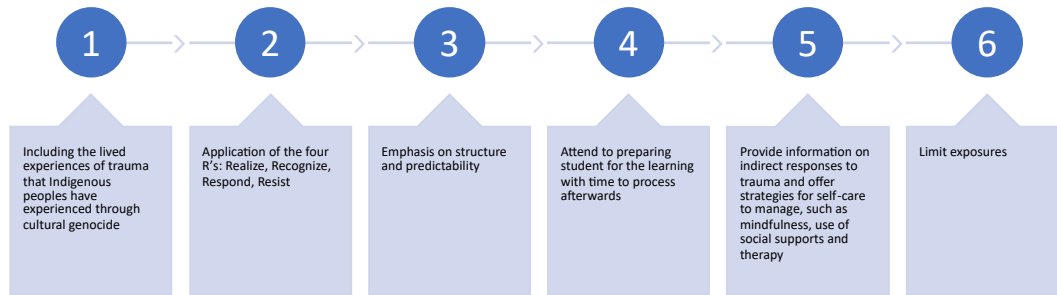 1
2
3
4
5
6
Including the lived
experiences of trauma
that Indigenous
peoples have
experienced through
cultural genocide
Application of the four
R's: Realize, Recognize,
Respond, Resist
Emphasis on structure
and predictability
Attend to preparing
student for the learning
with time to process
afterwards
Provide information on
indirect responses to
trauma and offer
strategies for self-care
to manage, such as
mindfulness, use of
social supports and
therapy
Limit exposures